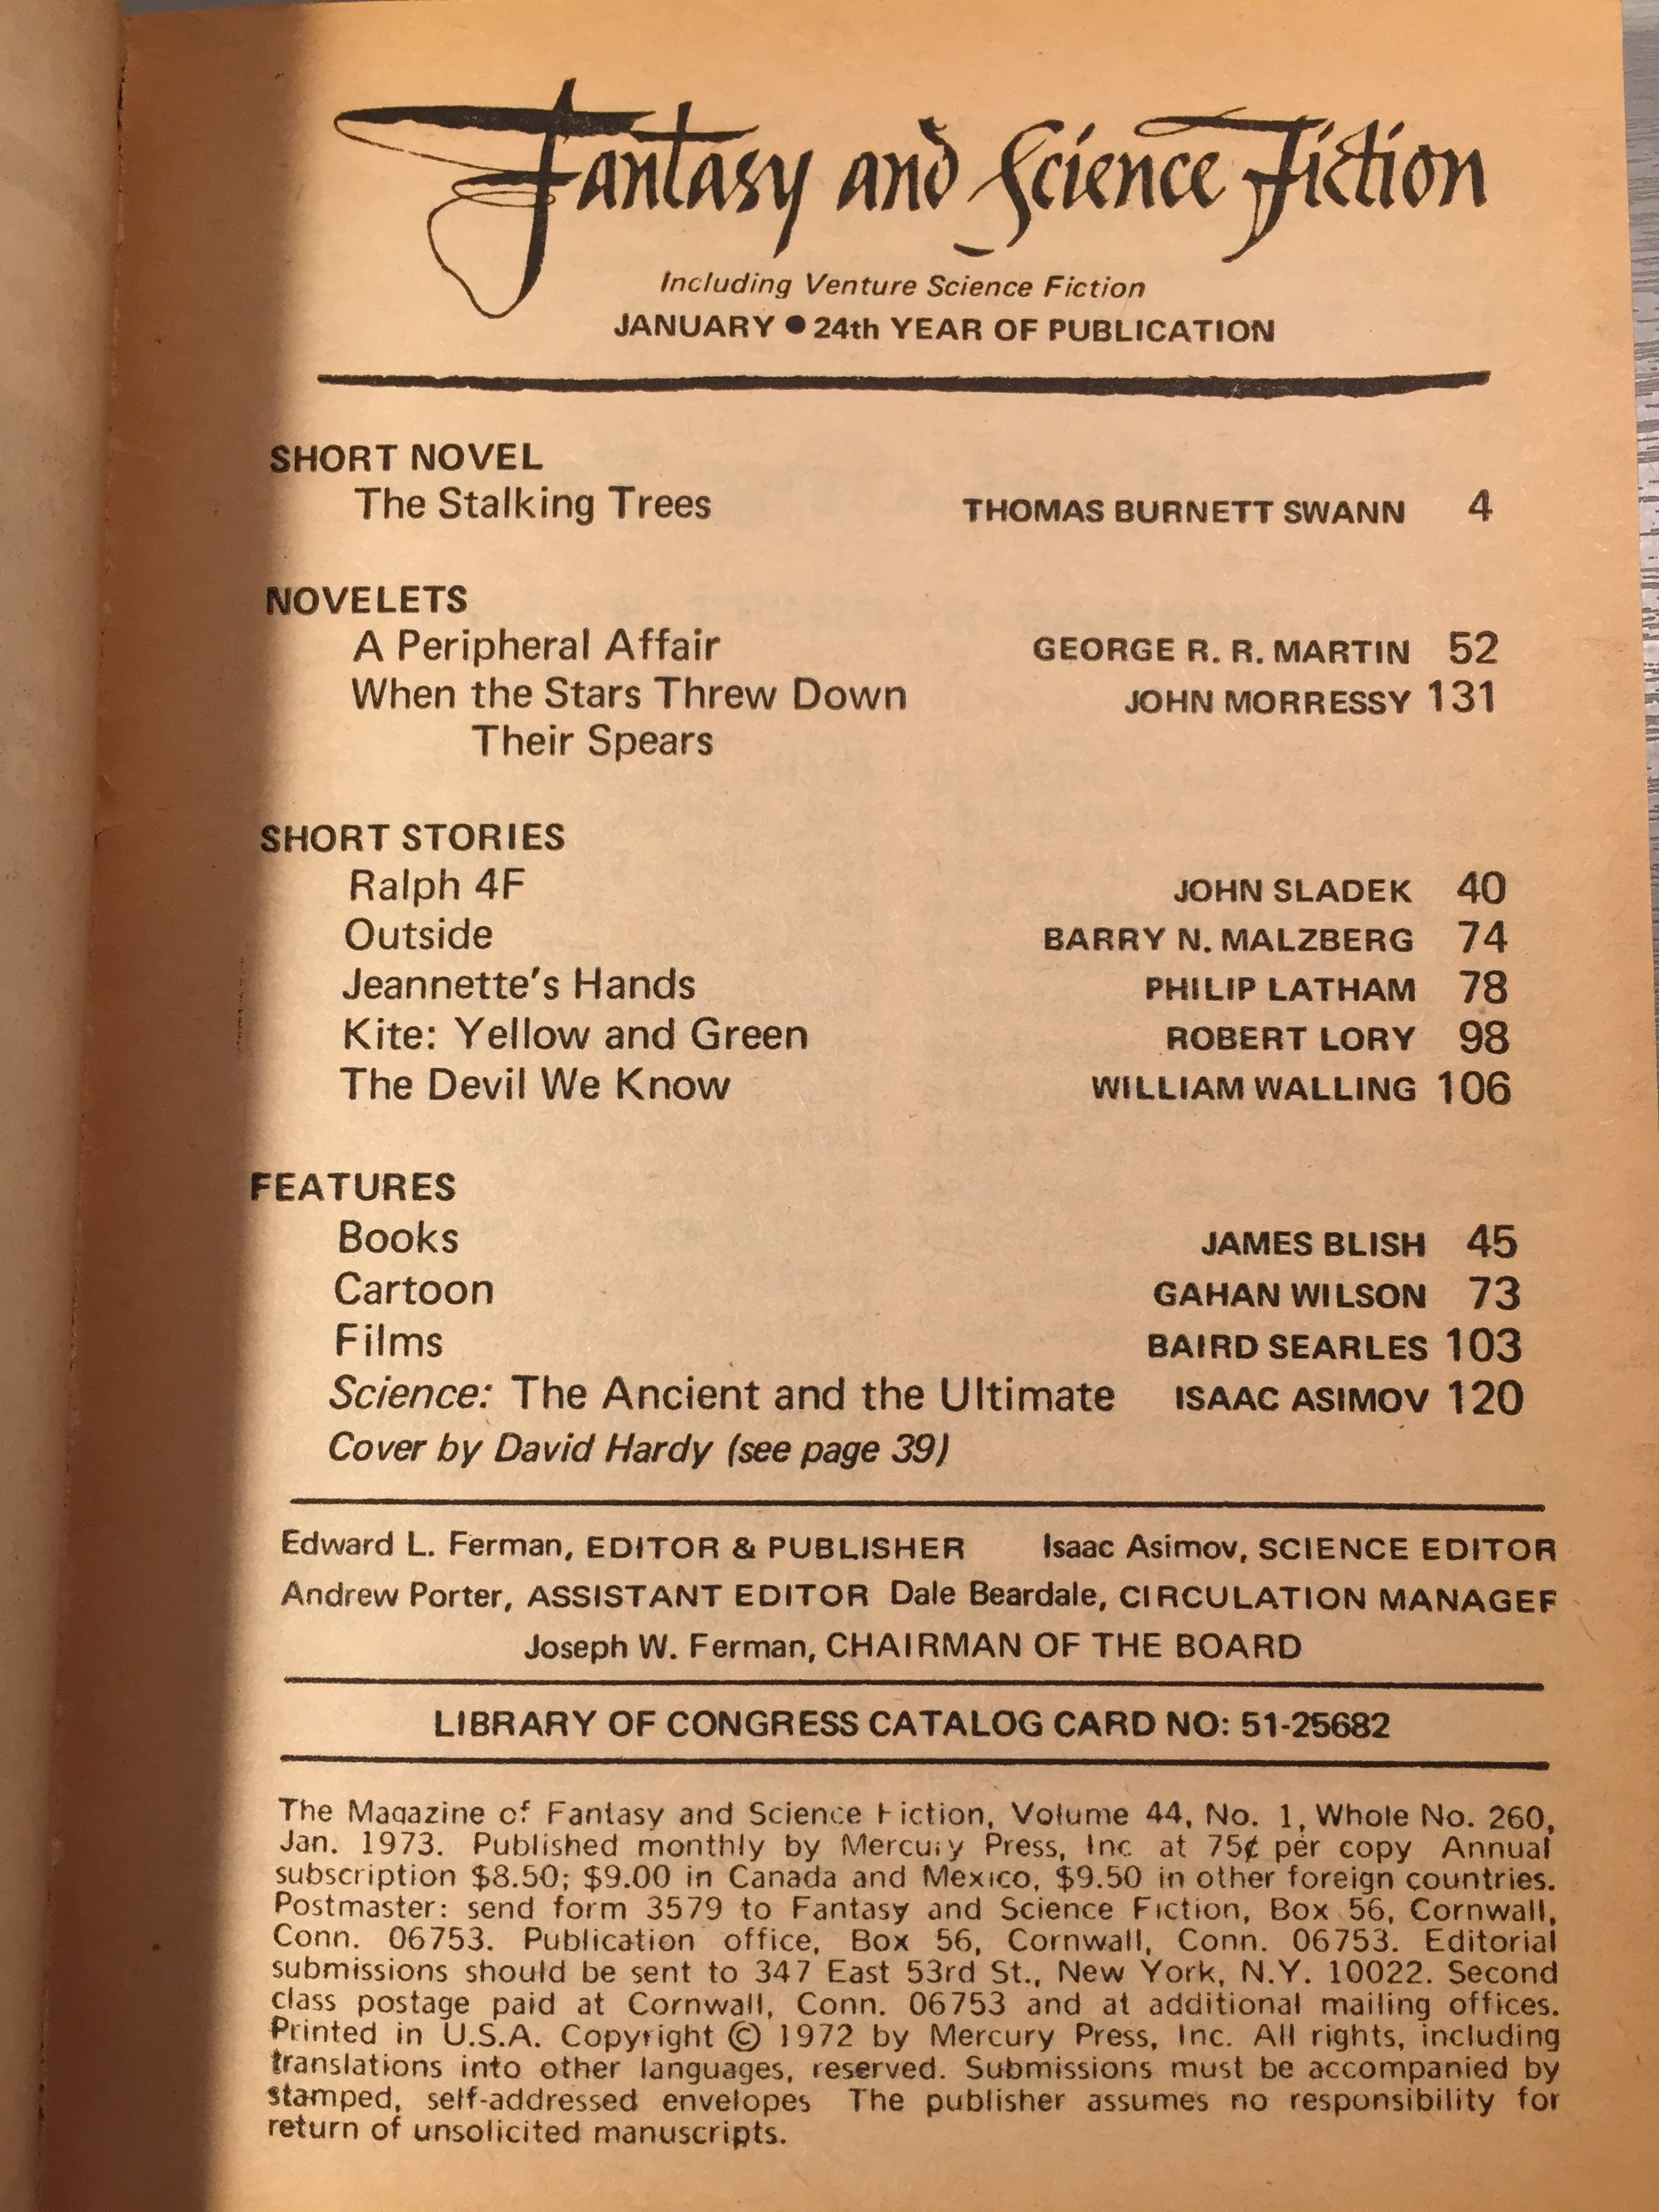 Fantasy and Science Fiction
Including Venture Science Fiction
JANUARY • 24th YEAR OF PUBLICATION
SHORT NOVEL
The Stalking Trees THOMAS BURNETT SWANN 4
NOVELETS
A Peripheral Affair GEORGE R. R. MARTIN 52
When the Stars Threw Down JOHN MORRESSY 131
Their Spears
SHORT STORIES
Ralph 4F JOHN SLADEK 40
Outside BARRY N. MALZBERG 74
Jeannette's Hands PHILIP LATHAM 78
Kite: Yellow and Green ROBERT LORY 98
The Devil We Know WILLIAM WALLING 106
FEATURES
Books JAMES BLISH 45
Cartoon GAHAN WILSON 73
Films BAIRD SEARLES 103
Science: The Ancient and the Ultimate ISAAC ASIMOV 120
Cover by David Hardy (see page 39)
Edward L. Ferman, EDITOR & PUBLISHER Isaac Asimov, SCIENCE EDITOR
Andrew Porter, ASSISTANT EDITOR Dale Beardale, CIRCULATION MANAGER
Joseph W. Ferman, CHAIRMAN OF THE BOARD
LIBRARY OF CONGRESS CATALOG CARD NO: 51-25682
The Magazine of Fantasy and Science Fiction, Volume 44, No. 1, Whole No. 260,
Jan. 1973. Published monthly by Mercury Press, Inc at 75¢ per copy Annual
subscription $8.50; $9.00 in Canada and Mexico, $9.50 in other foreign countries.
Postmaster: send form 3579 to Fantasy and Science Fiction, Box 56, Cornwall,
Conn. 06753. Publication office, Box 56, Cornwall, Conn. 06753. Editorial
submissions should be sent to 347 East 53rd St., New York, N.Y. 10022. Second
class postage paid at Cornwall, Conn. 06753 and at additional mailing offices.
Printed in U.S.A. Copyright © 1972 by Mercury Press, Inc. All rights, including
translations into other languages, reserved. Submissions must be accompanied by
stamped, self-addressed envelopes The publisher assumes no responsibility for
return of unsolicited manuscripts.